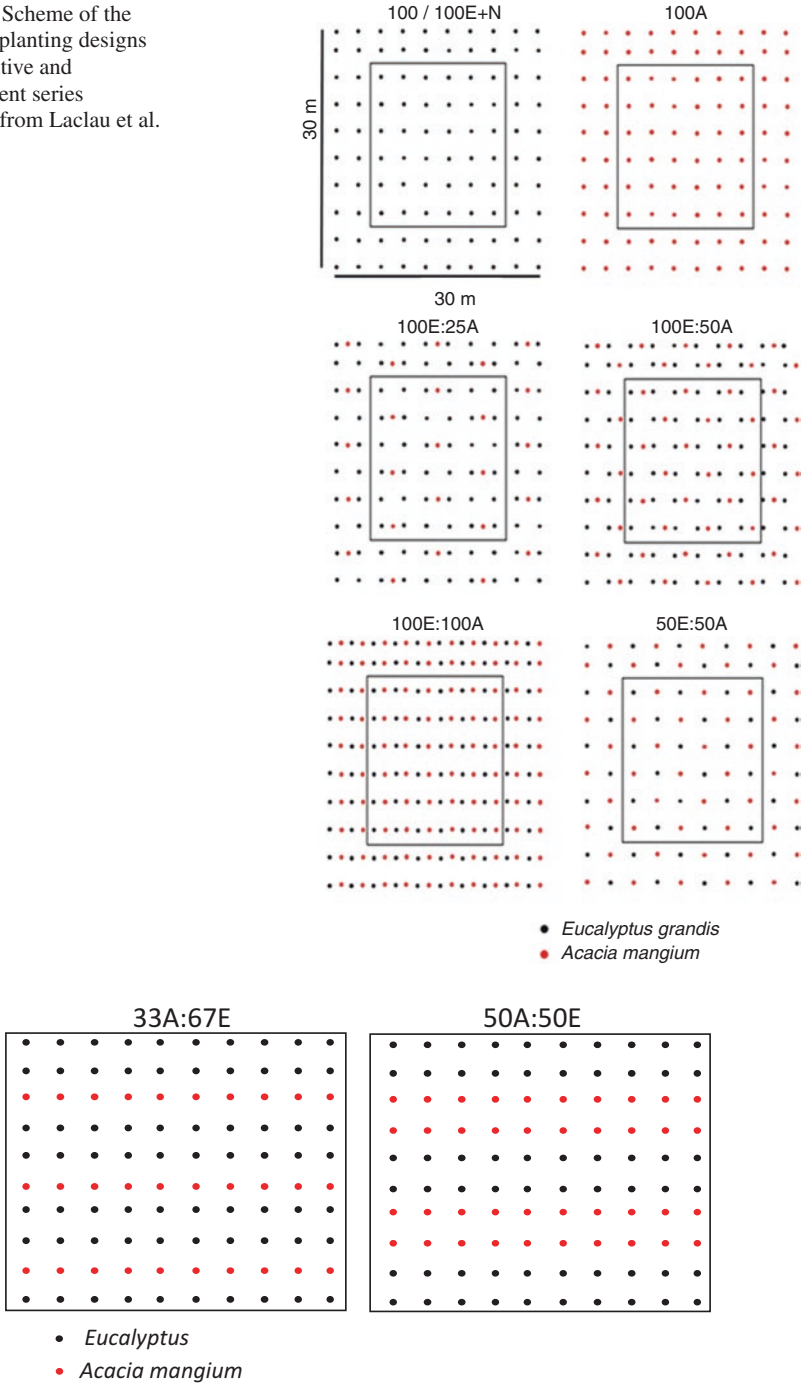 Scheme of the
planting designs
tive and
ent series
from Laclau et al.
100 / 100E+N
100A
30 m
30 m
100E:25A
100E:50A
100E:100A
50E:50A
Eucalyptus grandis
Acacia mangium
33A:67E
50A:50E
Eucalyptus
Acacia mangium